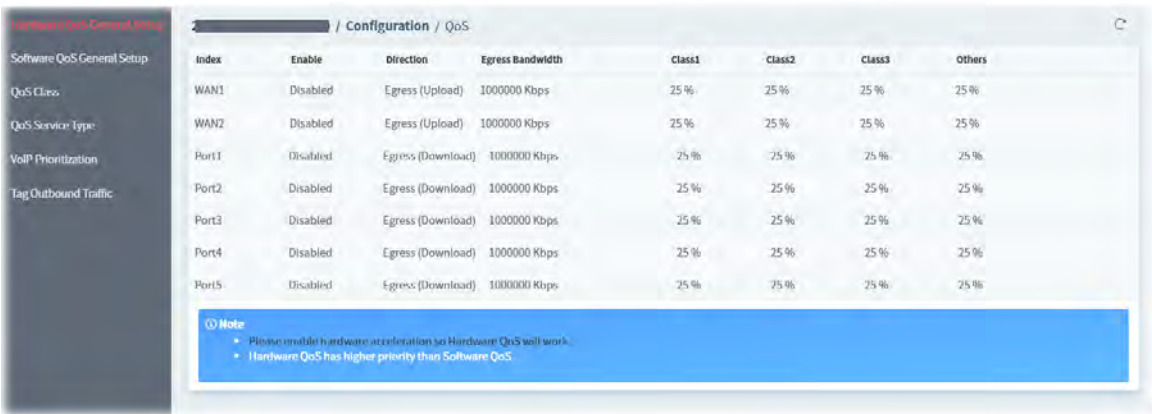 Hardware QoS General Setup
Software QoS General Setup
QoS Class
QoS Service Type
VoIP Prioritization
Tag Outbound Traffic
/ Configuration / QoS
Index Enable Direction Egress Bandwidth Class1 Class2 Class3 Others
WAN1 Disabled Egress (Upload) 1000000 Kbps 25 % 25 % 25 % 25 %
WAN2 Disabled Egress (Upload) 1000000 Kbps 25 % 25 % 25 % 25 %
Port1 Disabled Egress (Download) 1000000 Kbps 25 % 25 % 25 % 25 %
Port2 Disabled Egress (Download) 1000000 Kbps 25 % 25 % 25 % 25 %
Port3 Disabled Egress (Download) 1000000 Kbps 25 % 25 % 25 % 25 %
Port4 Disabled Egress (Download) 1000000 Kbps 25 % 25 % 25 % 25 %
Port5 Disabled Egress (Download) 1000000 Kbps 25 % 25 % 25 % 25 %
Note
• Please enable hardware acceleration so Hardware QoS will work.
• Hardware QoS has higher priority than Software QoS.